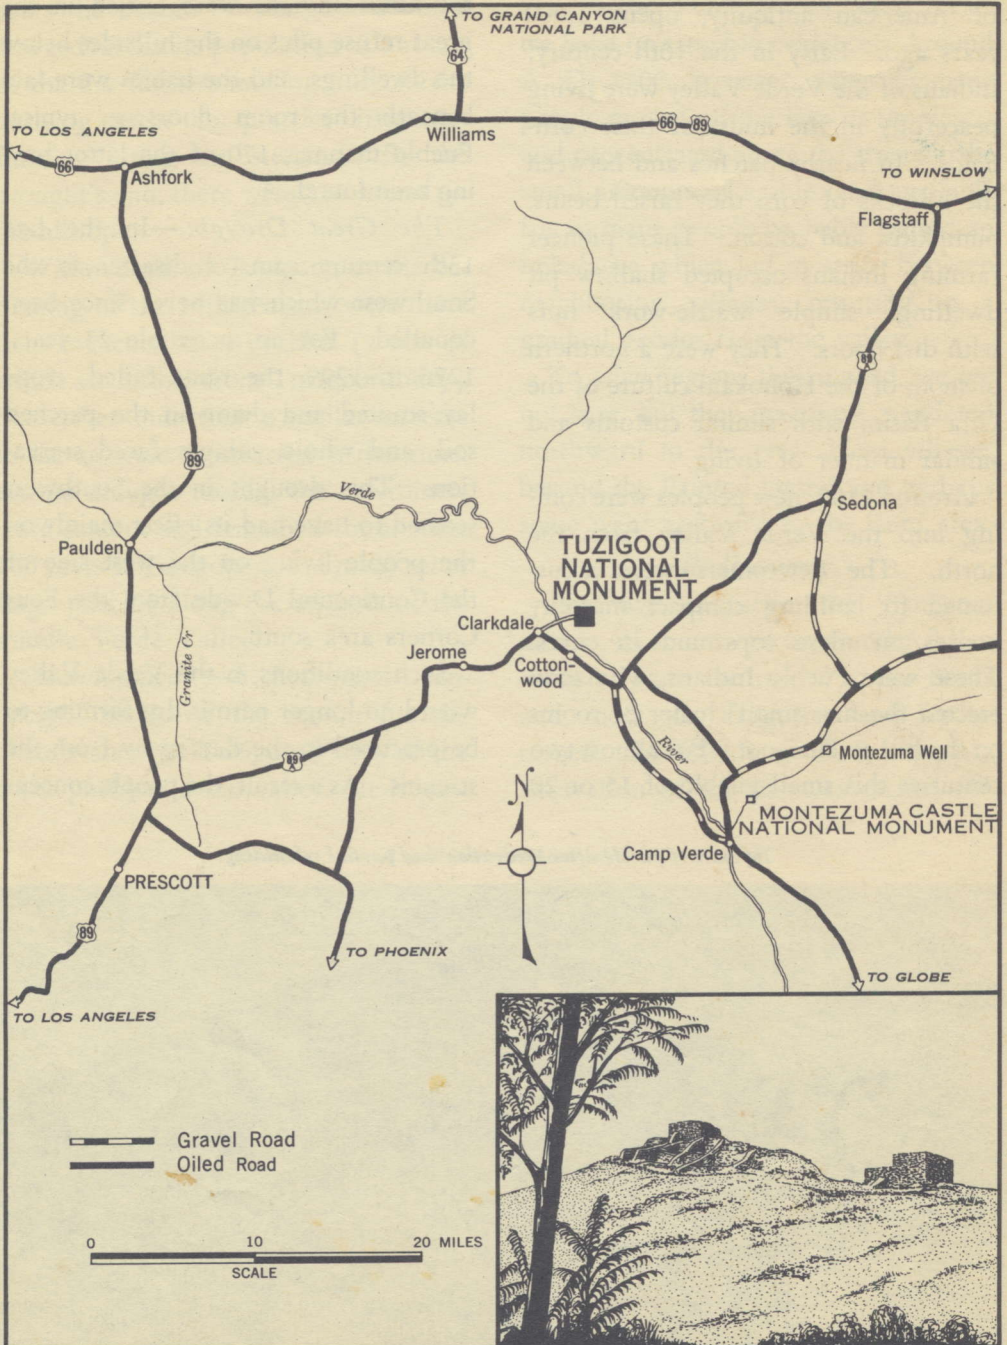 TO GRAND CANYON
NATIONAL PARK
64
TO LOS ANGELES
Williams
66 89
66
Ashfork
TO WINSLOW
Flagstaff
89
A
89
Verde
Sedona
Paulden
TUZIGOOT
NATIONAL
MONUMENT
Clarkdale
Jerome
Cotton-
wood
Granite Cr
River
89
A
Montezuma Well
MONTEZUMA CASTLE
NATIONAL MONUMENT
Camp Verde
PRESCOTT
89
TO PHOENIX
TO GLOBE
TO LOS ANGELES
Gravel Road
Oiled Road
0 10 20 MILES
SCALE